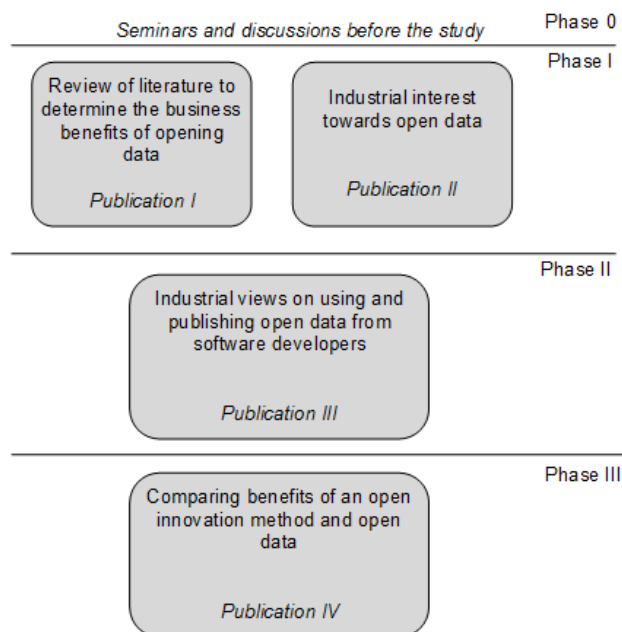 Seminars and discussions before the study
Phase 0
Phase I
Review of literature to
determine the business
benefits of opening
data
Publication I
Industrial interest
towards open data
Publication II
Phase II
Industrial views on using and
publishing open data from
software developers
Publication III
Phase III
Comparing benefits of an open
innovation method and open
data
Publication IV